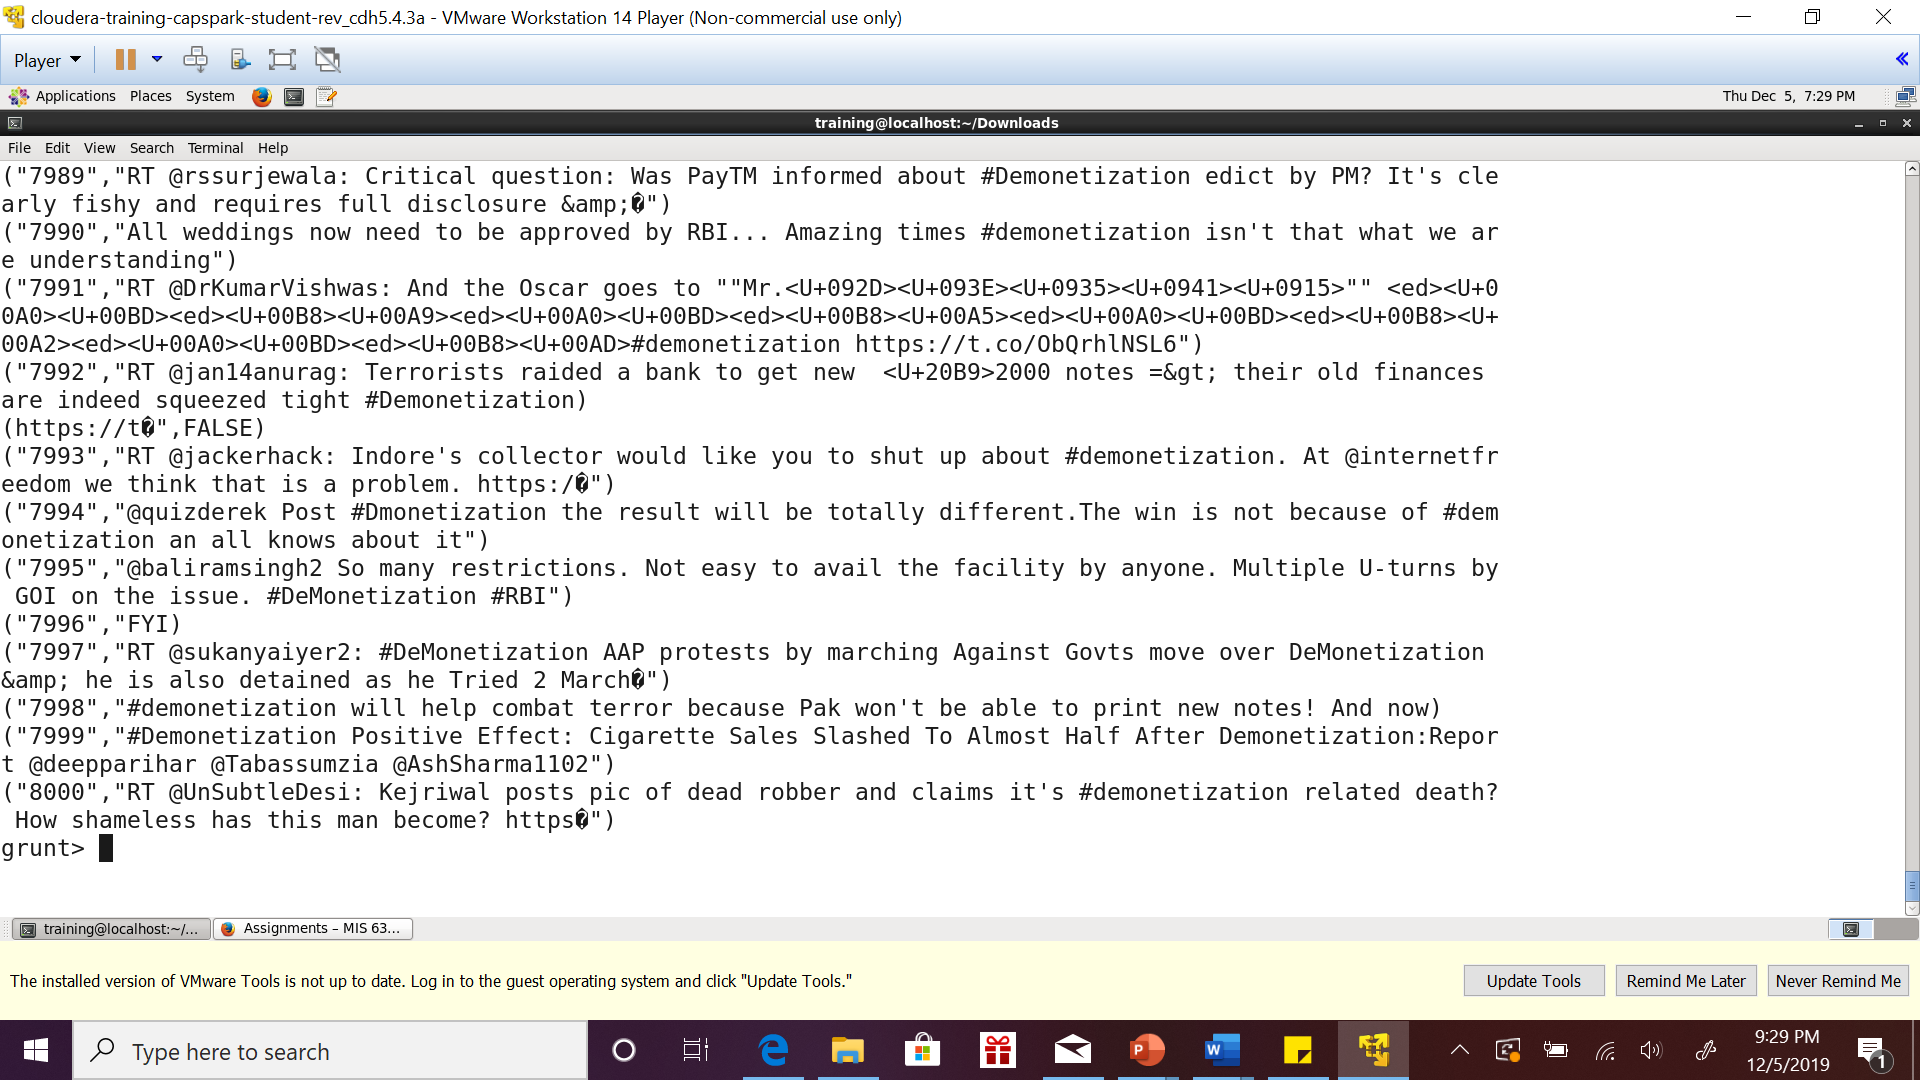 cloudera-training-capspark-student-rev_cdh5.4.3a - VMware Workstation 14 Player (Non-commercial use only)
Player
Applications Places System Thu Dec 5, 7:29 PM
training@localhost:~/Downloads
File Edit View Search Terminal Help
("7989","RT @rssurjewala: Critical question: Was PayTM informed about #Demonetization edict by PM? It's cle
arly fishy and requires full disclosure &amp;�")
("7990","All weddings now need to be approved by RBI... Amazing times #demonetization isn't that what we ar
e understanding")
("7991","RT @DrKumarVishwas: And the Oscar goes to ""Mr.<U+092D><U+093E><U+0935><U+0941><U+0915>"" <ed><U+0
0A0><U+00BD><ed><U+00B8><U+00A9><ed><U+00A0><U+00BD><ed><U+00B8><U+00A5><ed><U+00A0><U+00BD><ed><U+00B8><U+
00A2><ed><U+00A0><U+00BD><ed><U+00B8><U+00AD>#demonetization https://t.co/ObQrhlNSL6")
("7992","RT @jan14anurag: Terrorists raided a bank to get new  <U+20B9>2000 notes =&gt; their old finances
are indeed squeezed tight #Demonetization)
(https://t�",FALSE)
("7993","RT @jackerhack: Indore's collector would like you to shut up about #demonetization. At @internetfr
eedom we think that is a problem. https:/�")
("7994","@quizderek Post #Dmonetization the result will be totally different.The win is not because of #dem
onetization an all knows about it")
("7995","@baliramsingh2 So many restrictions. Not easy to avail the facility by anyone. Multiple U-turns by
 GOI on the issue. #DeMonetization #RBI")
("7996","FYI)
("7997","RT @sukanyaiyer2: #DeMonetization AAP protests by marching Against Govts move over DeMonetization
&amp; he is also detained as he Tried 2 March�")
("7998","#demonetization will help combat terror because Pak won't be able to print new notes! And now)
("7999","#Demonetization Positive Effect: Cigarette Sales Slashed To Almost Half After Demonetization:Repor
t @deepparihar @Tabassumzia @AshSharma1102")
("8000","RT @UnSubtleDesi: Kejriwal posts pic of dead robber and claims it's #demonetization related death?
 How shameless has this man become? https�")
grunt>
training@localhost:~/... Assignments – MIS 63...
The installed version of VMware Tools is not up to date. Log in to the guest operating system and click "Update Tools."
Update Tools Remind Me Later Never Remind Me
Type here to search
9:29 PM
12/5/2019
1